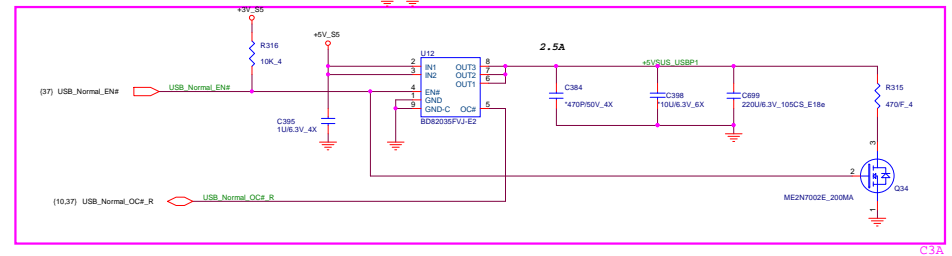 +3V_S5
+5V_S5
R316
10K_4
U12
2.5A
2 IN1 OUT3 8
3 IN2 OUT2 7
OUT1 6
4 EN#
1 GND
9 GND-C OC# 5
BD82035FVJ-E2
+5VSUS_USBP1
C384
*470P/50V_4X
C398
*10U/6.3V_6X
C699
220U/6.3V_105CS_E18e
R315
470/F_4
(37) USB_Normal_EN#
USB_Normal_EN#
C395
1U/6.3V_4X
3
2
1
Q34
ME2N7002E_200MA
(10,37) USB_Normal_OC#_R
USB_Normal_OC#_R
C3A